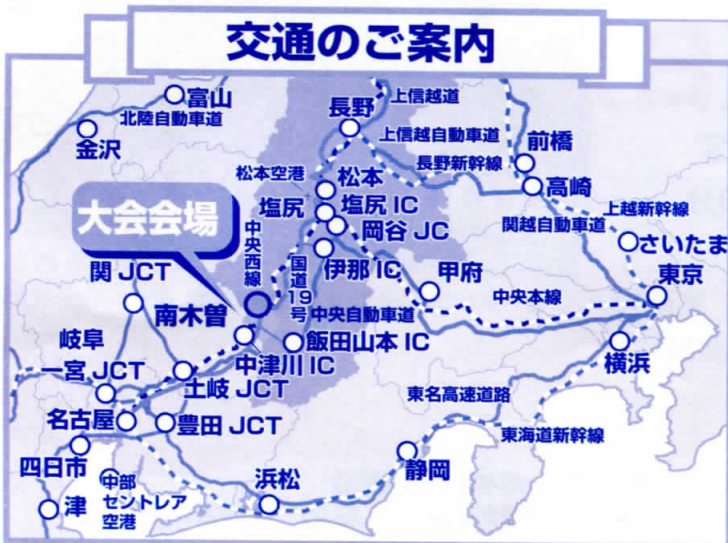 交通のご案内
富山
北陸自動車道
金沢
長野
上信越道
上信越自動車道
長野新幹線
前橋
高崎
松本空港
松本
塩尻
塩尻 IC
岡谷 JC
関越自動車道
上越新幹線
さいたま
大会会場
中央西線
国道19号
伊那 IC
甲府
中央本線
東京
関 JCT
南木曽
中央自動車道
飯田山本 IC
中津川 IC
横浜
岐阜
一宮 JCT
土岐 JCT
東名高速道路
名古屋
豊田 JCT
東海道新幹線
四日市
静岡
中部
セントレア
空港
浜松
津